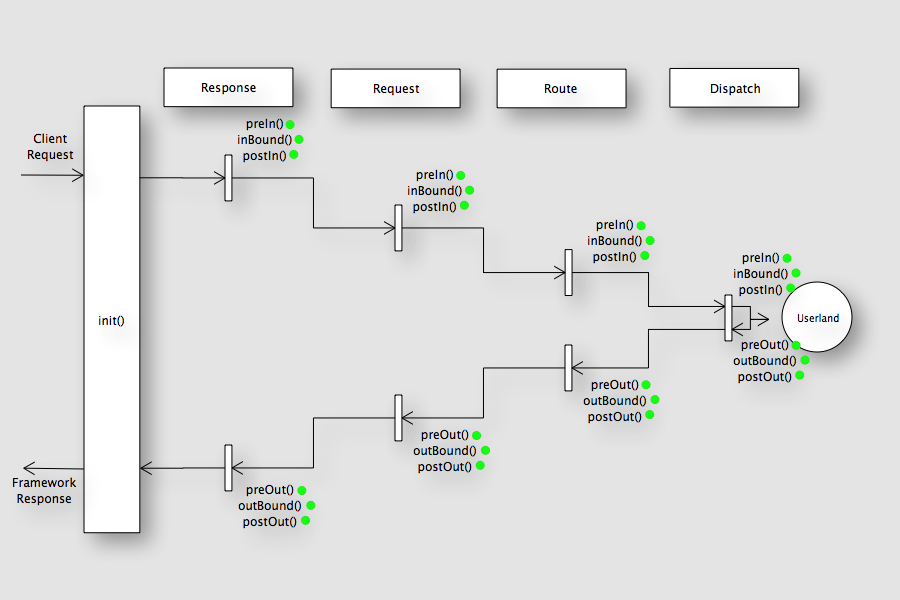 Response
Request
Route
Dispatch
Client
Request
preIn()
inBound()
postIn()
preIn()
inBound()
postIn()
preIn()
inBound()
postIn()
preIn()
inBound()
postIn()
init()
Userland
preOut()
outBound()
postOut()
preOut()
outBound()
postOut()
preOut()
outBound()
postOut()
Framework
Response
preOut()
outBound()
postOut()